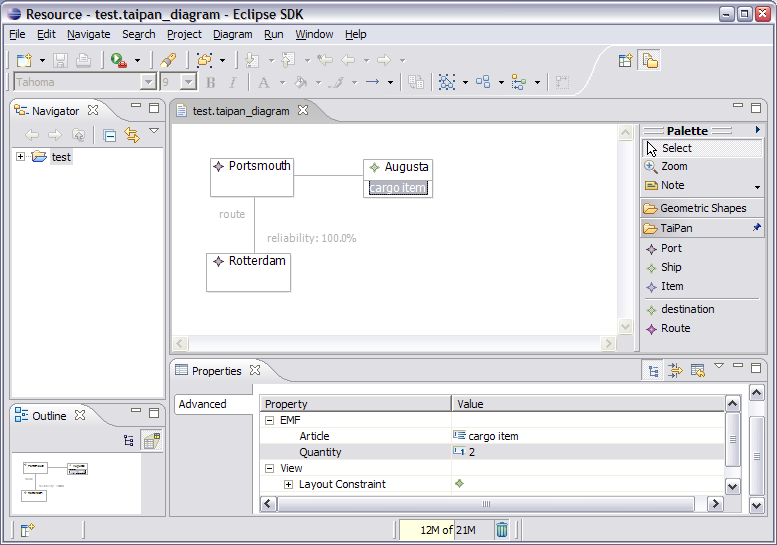 Resource - test.taipan_diagram - Eclipse SDK
File Edit Navigate Search Project Diagram Run Window Help
Tahoma 9 B I A
Navigator
test
test.taipan_diagram
Portsmouth
Augusta
cargo item
route
reliability: 100.0%
Rotterdam
Palette
Select
Zoom
Note
Geometric Shapes
TaiPan
Port
Ship
Item
destination
Route
Outline
Properties
Advanced
Property Value
EMF
Article cargo item
Quantity 2
View
Layout Constraint
12M of 21M